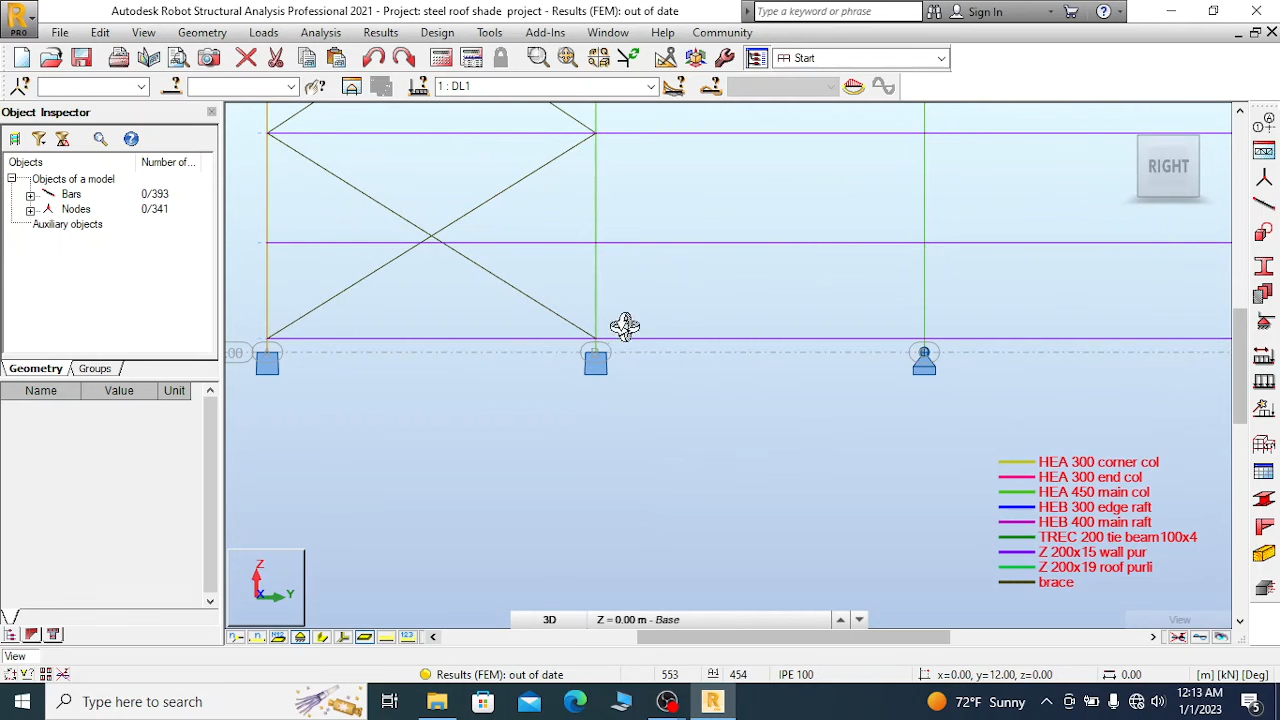 PRO
Autodesk Robot Structural Analysis Professional 2021 - Project: steel roof shade project - Results (FEM): out of date
Type a keyword or phrase
Sign In
File Edit View Geometry Loads Analysis Results Design Tools Add-Ins Window Help Community
Start
1 : DL1
Object Inspector
Objects Number of...
Objects of a model
Bars 0/393
Nodes 0/341
Auxiliary objects
Geometry Groups
Name Value Unit
RIGHT
HEA 300 corner col
HEA 300 end col
HEA 450 main col
HEB 300 edge raft
HEB 400 main raft
TREC 200 tie beam100x4
Z 200x15 wall pur
Z 200x19 roof purli
brace
Z
X
Y
3D Z = 0.00 m - Base
View
View
Results (FEM): out of date 553 454 IPE 100 x=0.00, y=12.00, z=0.00 0.00 [m] [kN] [Deg]
Type here to search
72°F Sunny
12:13 AM
1/1/2023
5